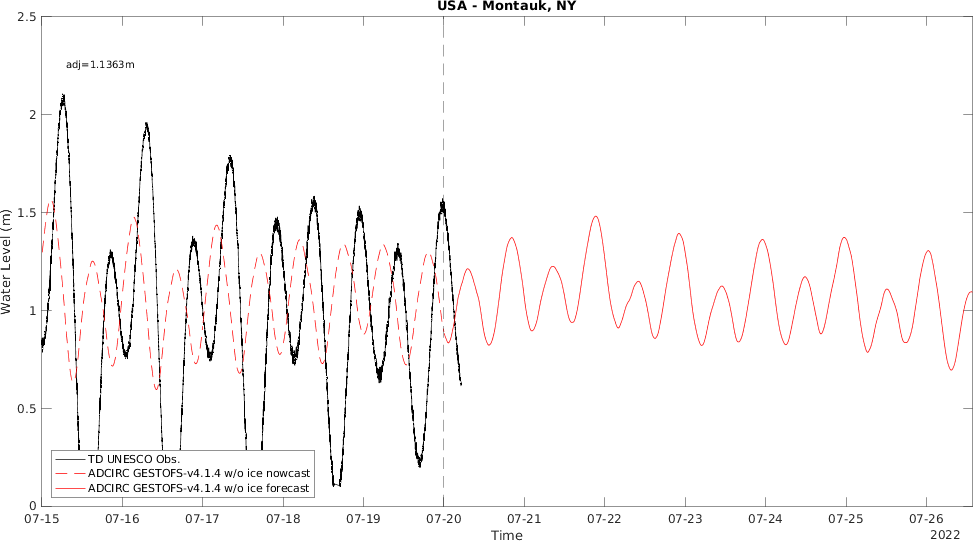 USA - Montauk, NY
2.5
adj=1.1363m
2
1.5
Water Level (m)
1
0.5
TD UNESCO Obs.
ADCIRC GESTOFS-v4.1.4 w/o ice nowcast
ADCIRC GESTOFS-v4.1.4 w/o ice forecast
0
07-15 07-16 07-17 07-18 07-19 07-20 07-21 07-22 07-23 07-24 07-25 07-26
Time
2022